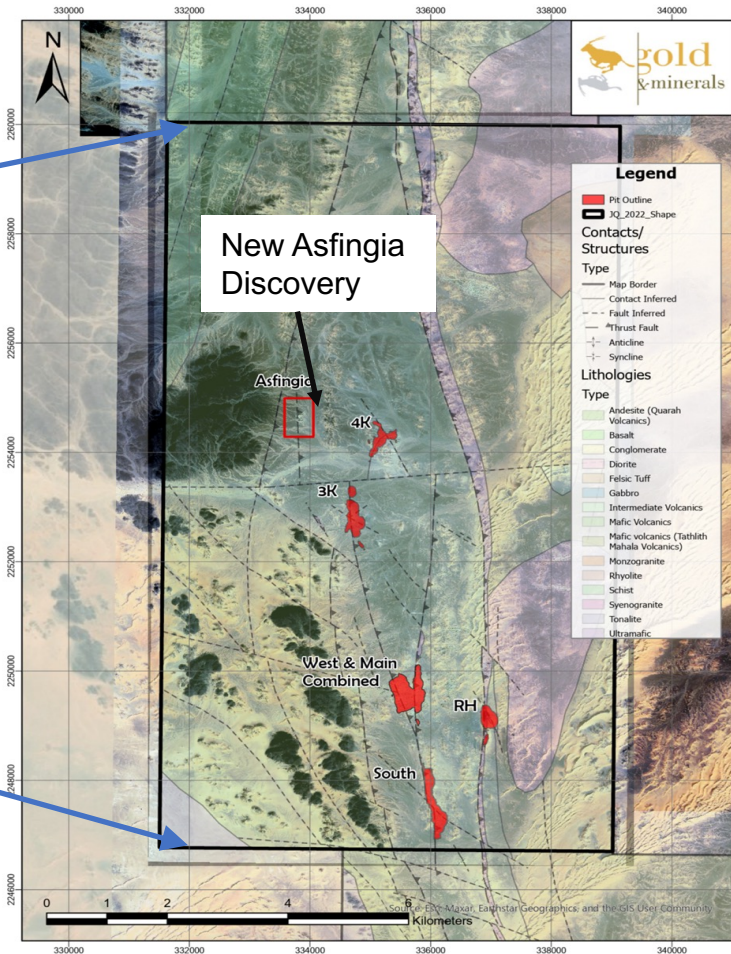 330000 332000 334000 336000 338000 340000
N
gold
& minerals
2260000
2258000
2256000
2254000
2252000
2250000
2248000
2246000
New Asfingia
Discovery
Asfingia
4K
3K
West & Main
Combined
RH
South
Legend
Pit Outline
JQ_2022_Shape
Contacts/
Structures
Type
Map Border
Contact Inferred
Fault Inferred
Thrust Fault
Anticline
Syncline
Lithologies
Type
Andesite (Quarah
Volcanics)
Basalt
Conglomerate
Diorite
Felsic Tuff
Gabbro
Intermediate Volcanics
Mafic Volcanics
Mafic volcanics (Tathlith
Mahala Volcanics)
Monzogranite
Rhyolite
Schist
Syenogranite
Tonalite
Ultramafic
0 1 2 4 6
Kilometers
Source: Esri, Maxar, Earthstar Geographics, and the GIS User Community
330000 332000 334000 336000 338000 340000